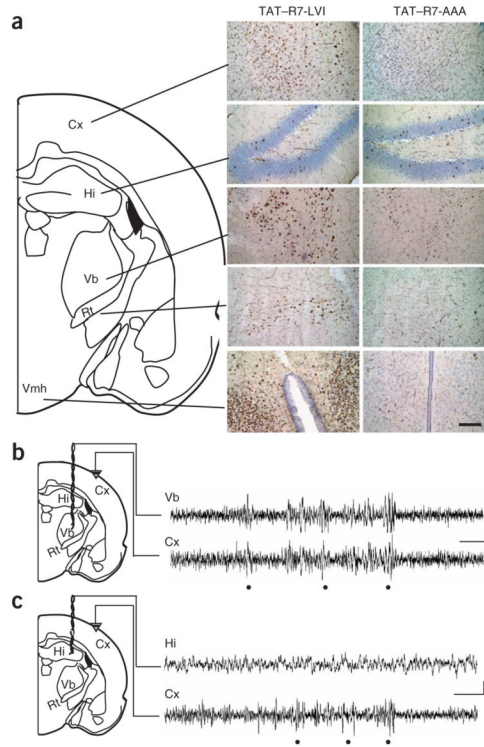 a
TAT–R7-LVI TAT–R7-AAA
Cx
Hi
Vb
Rt
Vmh
b
Cx
Hi
Vb
Rt
Vb
Cx
c
Cx
Hi
Vb
Rt
Hi
Cx